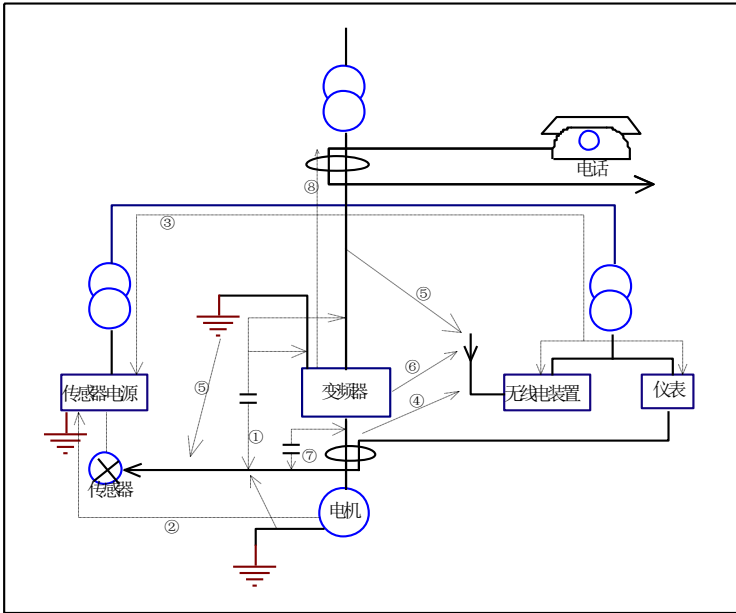 电话
⑧
③
⑤
⑥
⑤
传感器电源
变频器
无线电装置
仪表
④
①
⑦
传感器
电机
②